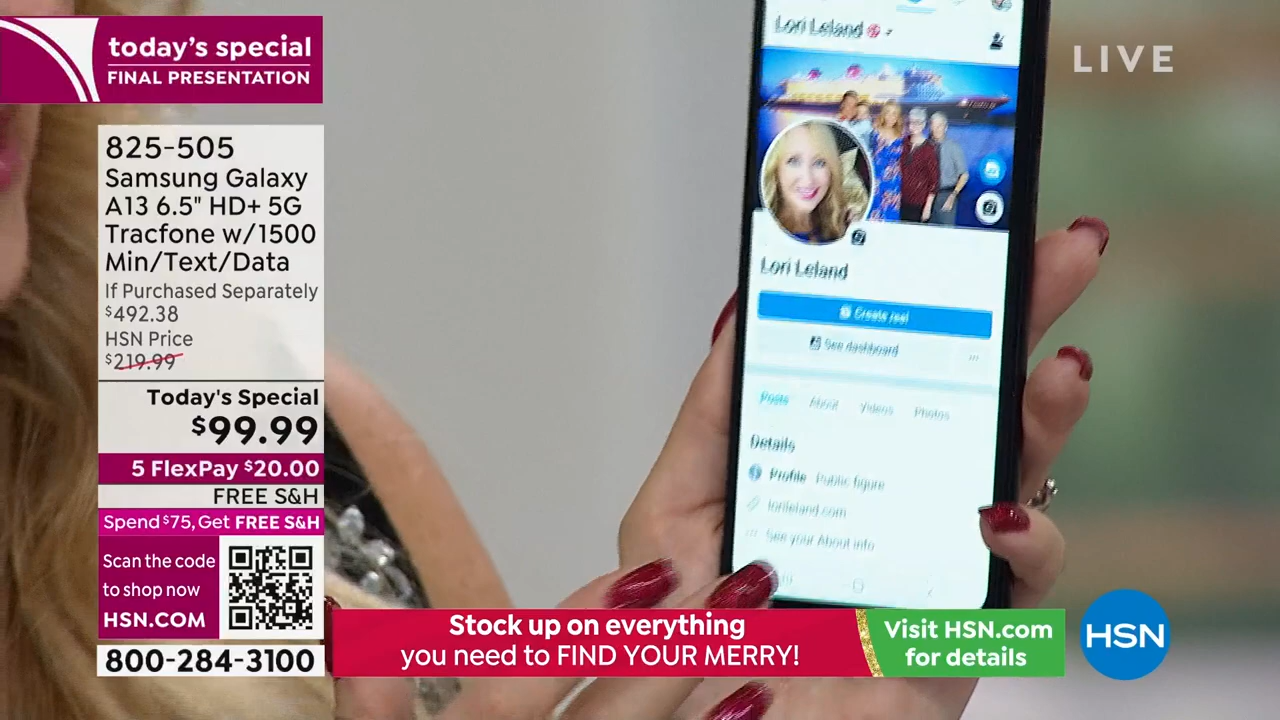 today's special
FINAL PRESENTATION
825-505
Samsung Galaxy
A13 6.5" HD+ 5G
Tracfone w/1500
Min/Text/Data
If Purchased Separately
$492.38
HSN Price
$219.99
Today's Special
$99.99
5 FlexPay $20.00
FREE S&H
Spend $75, Get FREE S&H
Scan the code
to shop now
HSN.COM
800-284-3100
Lori Leland
Lori Leland
Create reel
See dashboard
Posts About Videos Photos
Details
Profile Public figure
lorileland.com
See your About info
LIVE
Stock up on everything
you need to FIND YOUR MERRY!
Visit HSN.com
for details
HSN